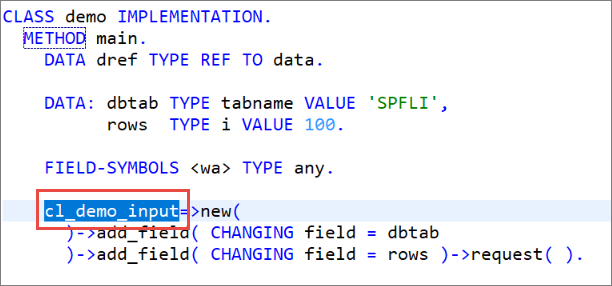 CLASS demo IMPLEMENTATION.
METHOD main.
DATA dref TYPE REF TO data.
DATA: dbtab TYPE tabname VALUE 'SPFLI',
rows TYPE i VALUE 100.
FIELD-SYMBOLS <wa> TYPE any.
cl_demo_input=>new(
)->add_field( CHANGING field = dbtab
)->add_field( CHANGING field = rows )->request( ).